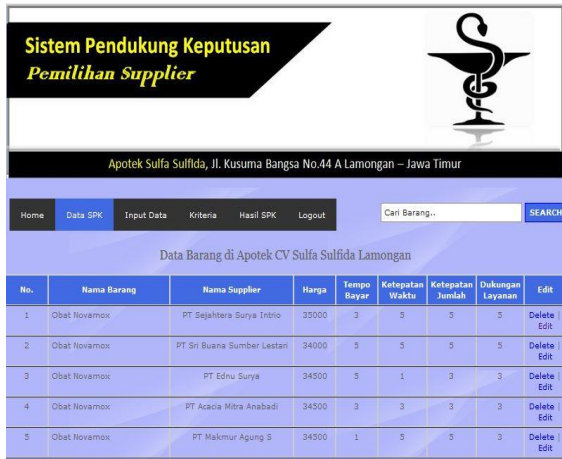 Sistem Pendukung Keputusan
Pemilihan Supplier
Apotek Sulfa Sulfida, Jl. Kusuma Bangsa No.44 A Lamongan – Jawa Timur
Home Data SPK Input Data Kriteria Hasil SPK Logout Cari Barang.. SEARCH
Data Barang di Apotek CV Sulfa Sulfida Lamongan
No. Nama Barang Nama Supplier Harga Tempo Bayar Ketepatan Waktu Ketepatan Jumlah Dukungan Layanan Edit
1 Obat Novamox PT Sejahtera Surya Intrio 35000 3 5 5 5 Delete | Edit
2 Obat Novamox PT Sri Buana Sumber Lestari 34000 5 5 5 5 Delete | Edit
3 Obat Novamox PT Ednu Surya 34500 5 1 3 3 Delete | Edit
4 Obat Novamox PT Acacia Mitra Anabadi 34500 3 3 3 3 Delete | Edit
5 Obat Novamox PT Makmur Agung S 34500 1 5 5 3 Delete | Edit